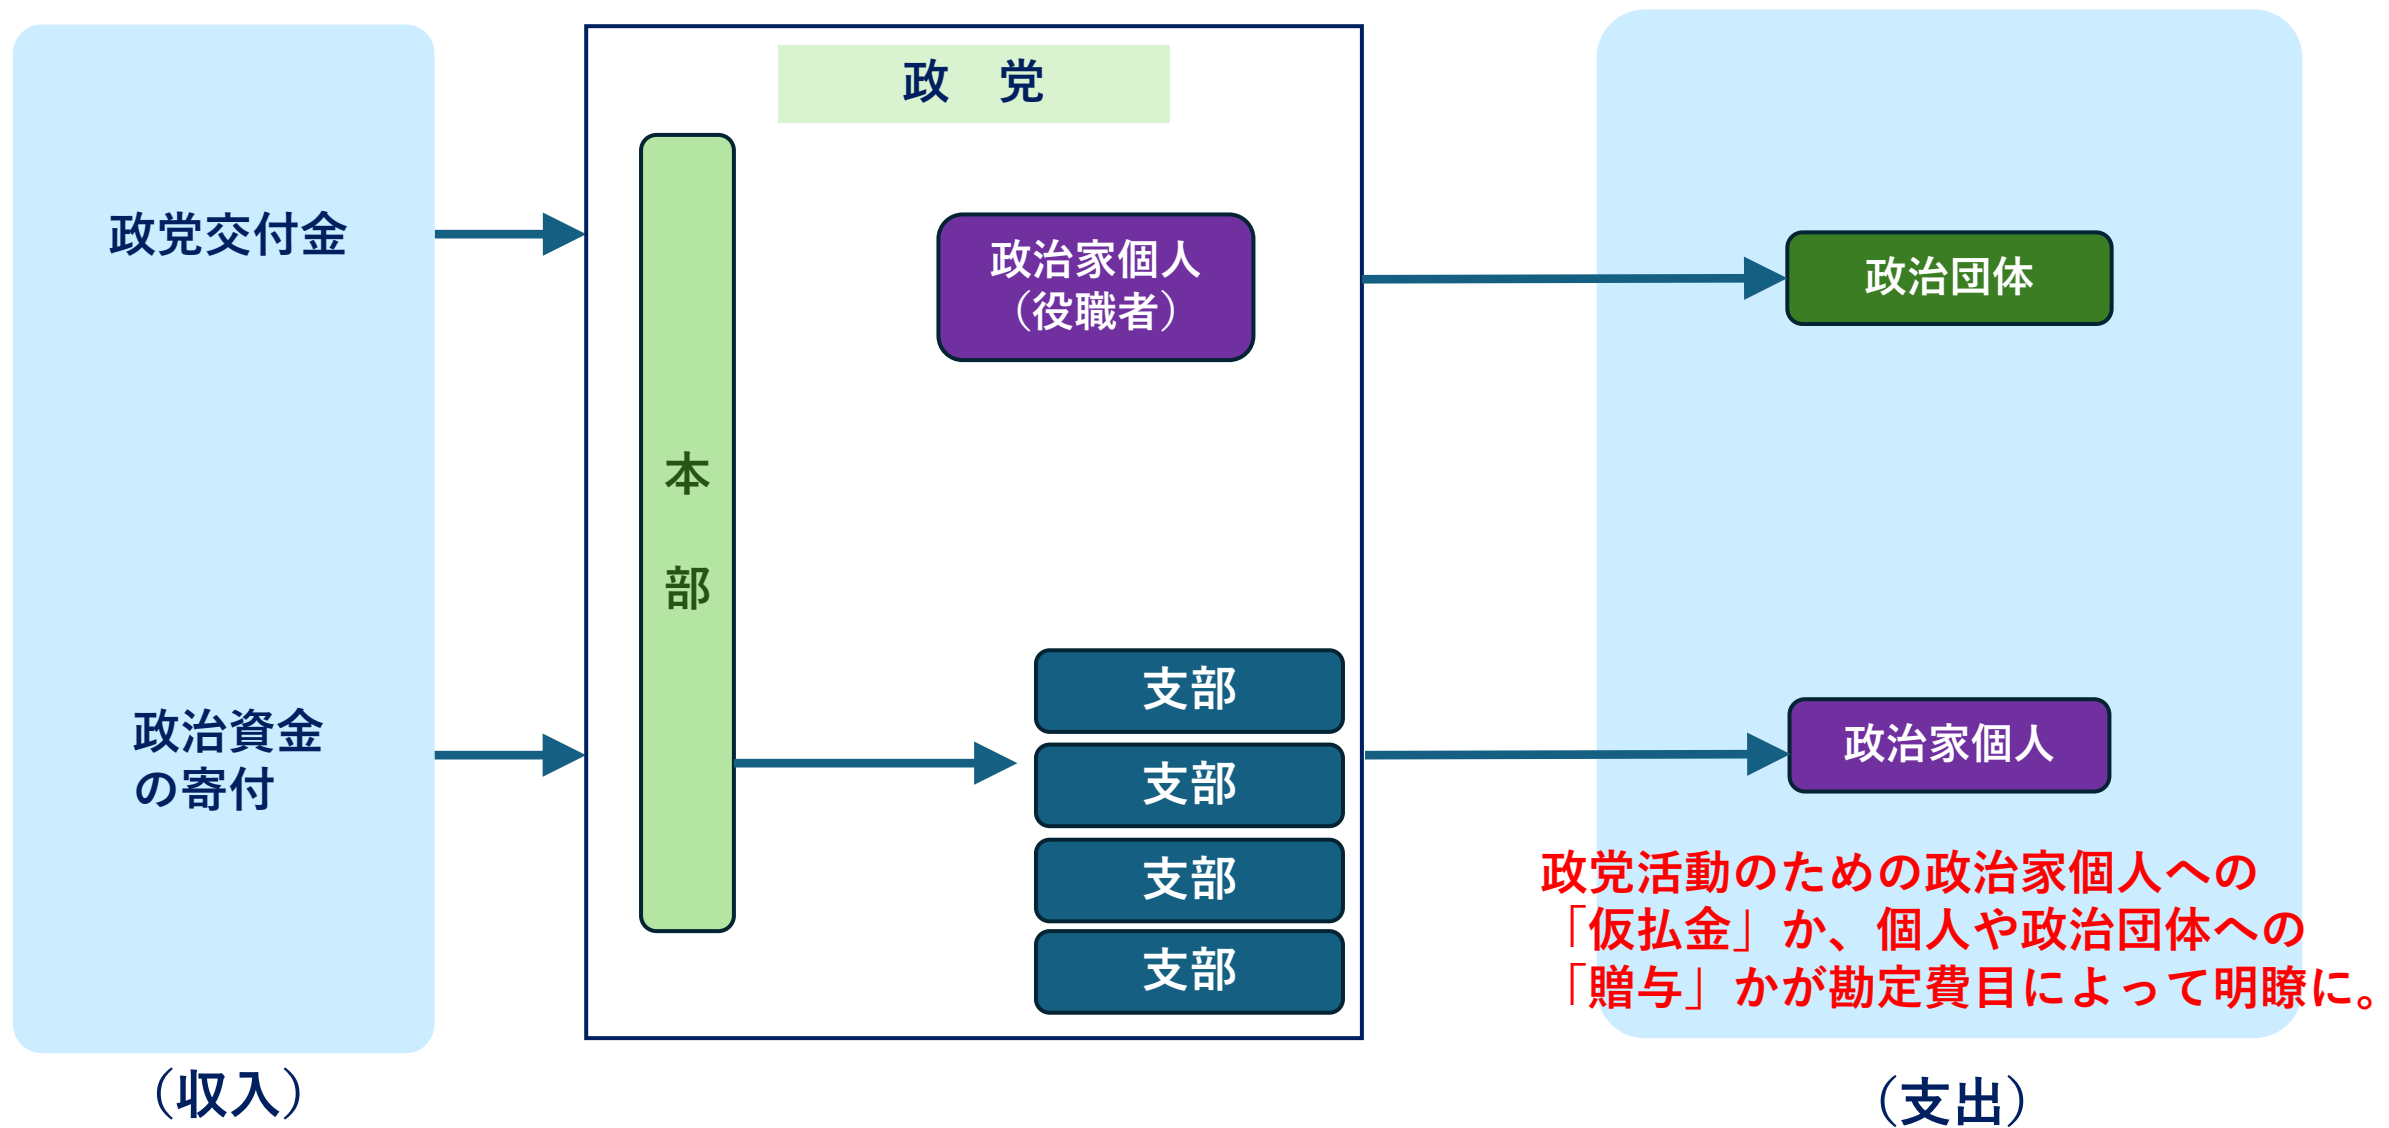 政党交付金
政治資金
の寄付
（収入）
政　党
本
部
政治家個人
（役職者）
支部
支部
支部
支部
政治団体
政治家個人
政党活動のための政治家個人への
「仮払金」か、個人や政治団体への
「贈与」かが勘定費目によって明瞭に。
（支出）